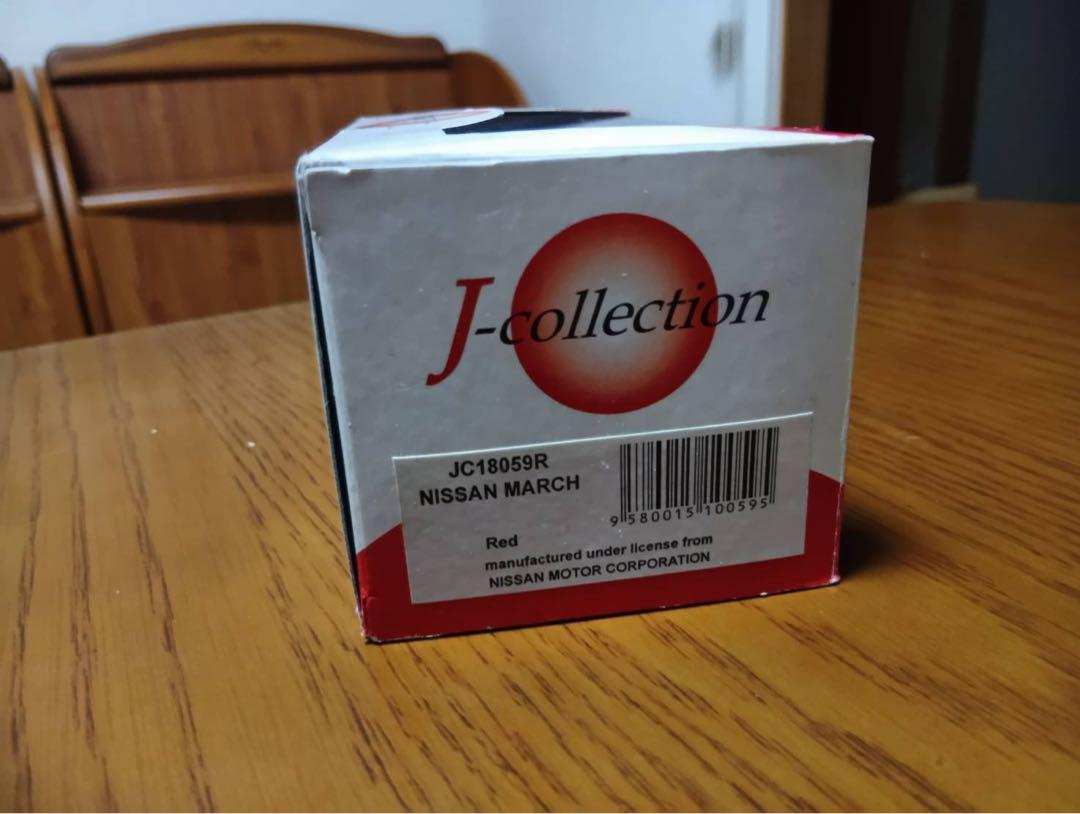 J-collection
JC18059R
NISSAN MARCH
9 580015 100595
Red
manufactured under license from
NISSAN MOTOR CORPORATION